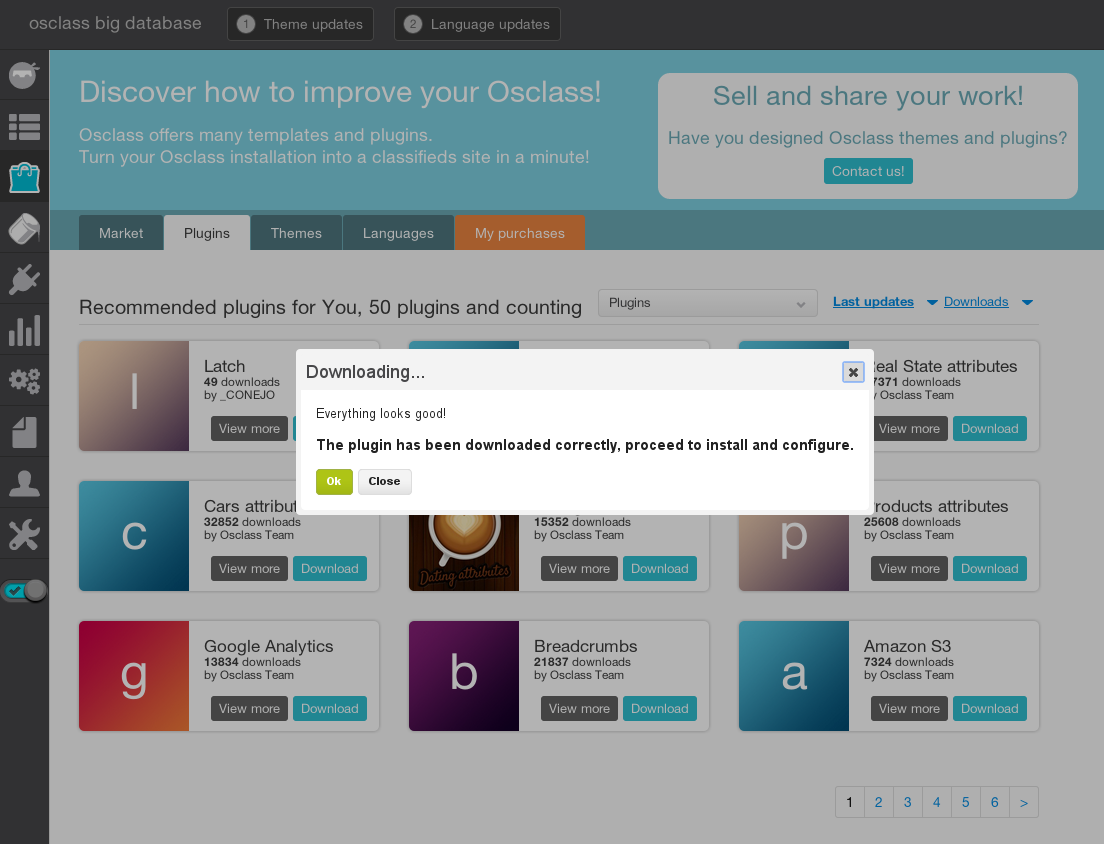 osclass big database
1 Theme updates
2 Language updates
Discover how to improve your Osclass!
Osclass offers many templates and plugins.
Turn your Osclass installation into a classifieds site in a minute!
Sell and share your work!
Have you designed Osclass themes and plugins?
Contact us!
Market
Plugins
Themes
Languages
My purchases
Recommended plugins for You, 50 plugins and counting
Plugins
Last updates
Downloads
l
Latch
49 downloads
by _CONEJO
View more
Real State attributes
7371 downloads
by Osclass Team
View more
Download
Downloading...
Everything looks good!
The plugin has been downloaded correctly, proceed to install and configure.
Ok
Close
c
Cars attribut
32852 downloads
by Osclass Team
View more
Download
Dating attributes
15352 downloads
by Osclass Team
View more
Download
p
Products attributes
25608 downloads
by Osclass Team
View more
Download
g
Google Analytics
13834 downloads
by Osclass Team
View more
Download
b
Breadcrumbs
21837 downloads
by Osclass Team
View more
Download
a
Amazon S3
7324 downloads
by Osclass Team
View more
Download
1 2 3 4 5 6 >